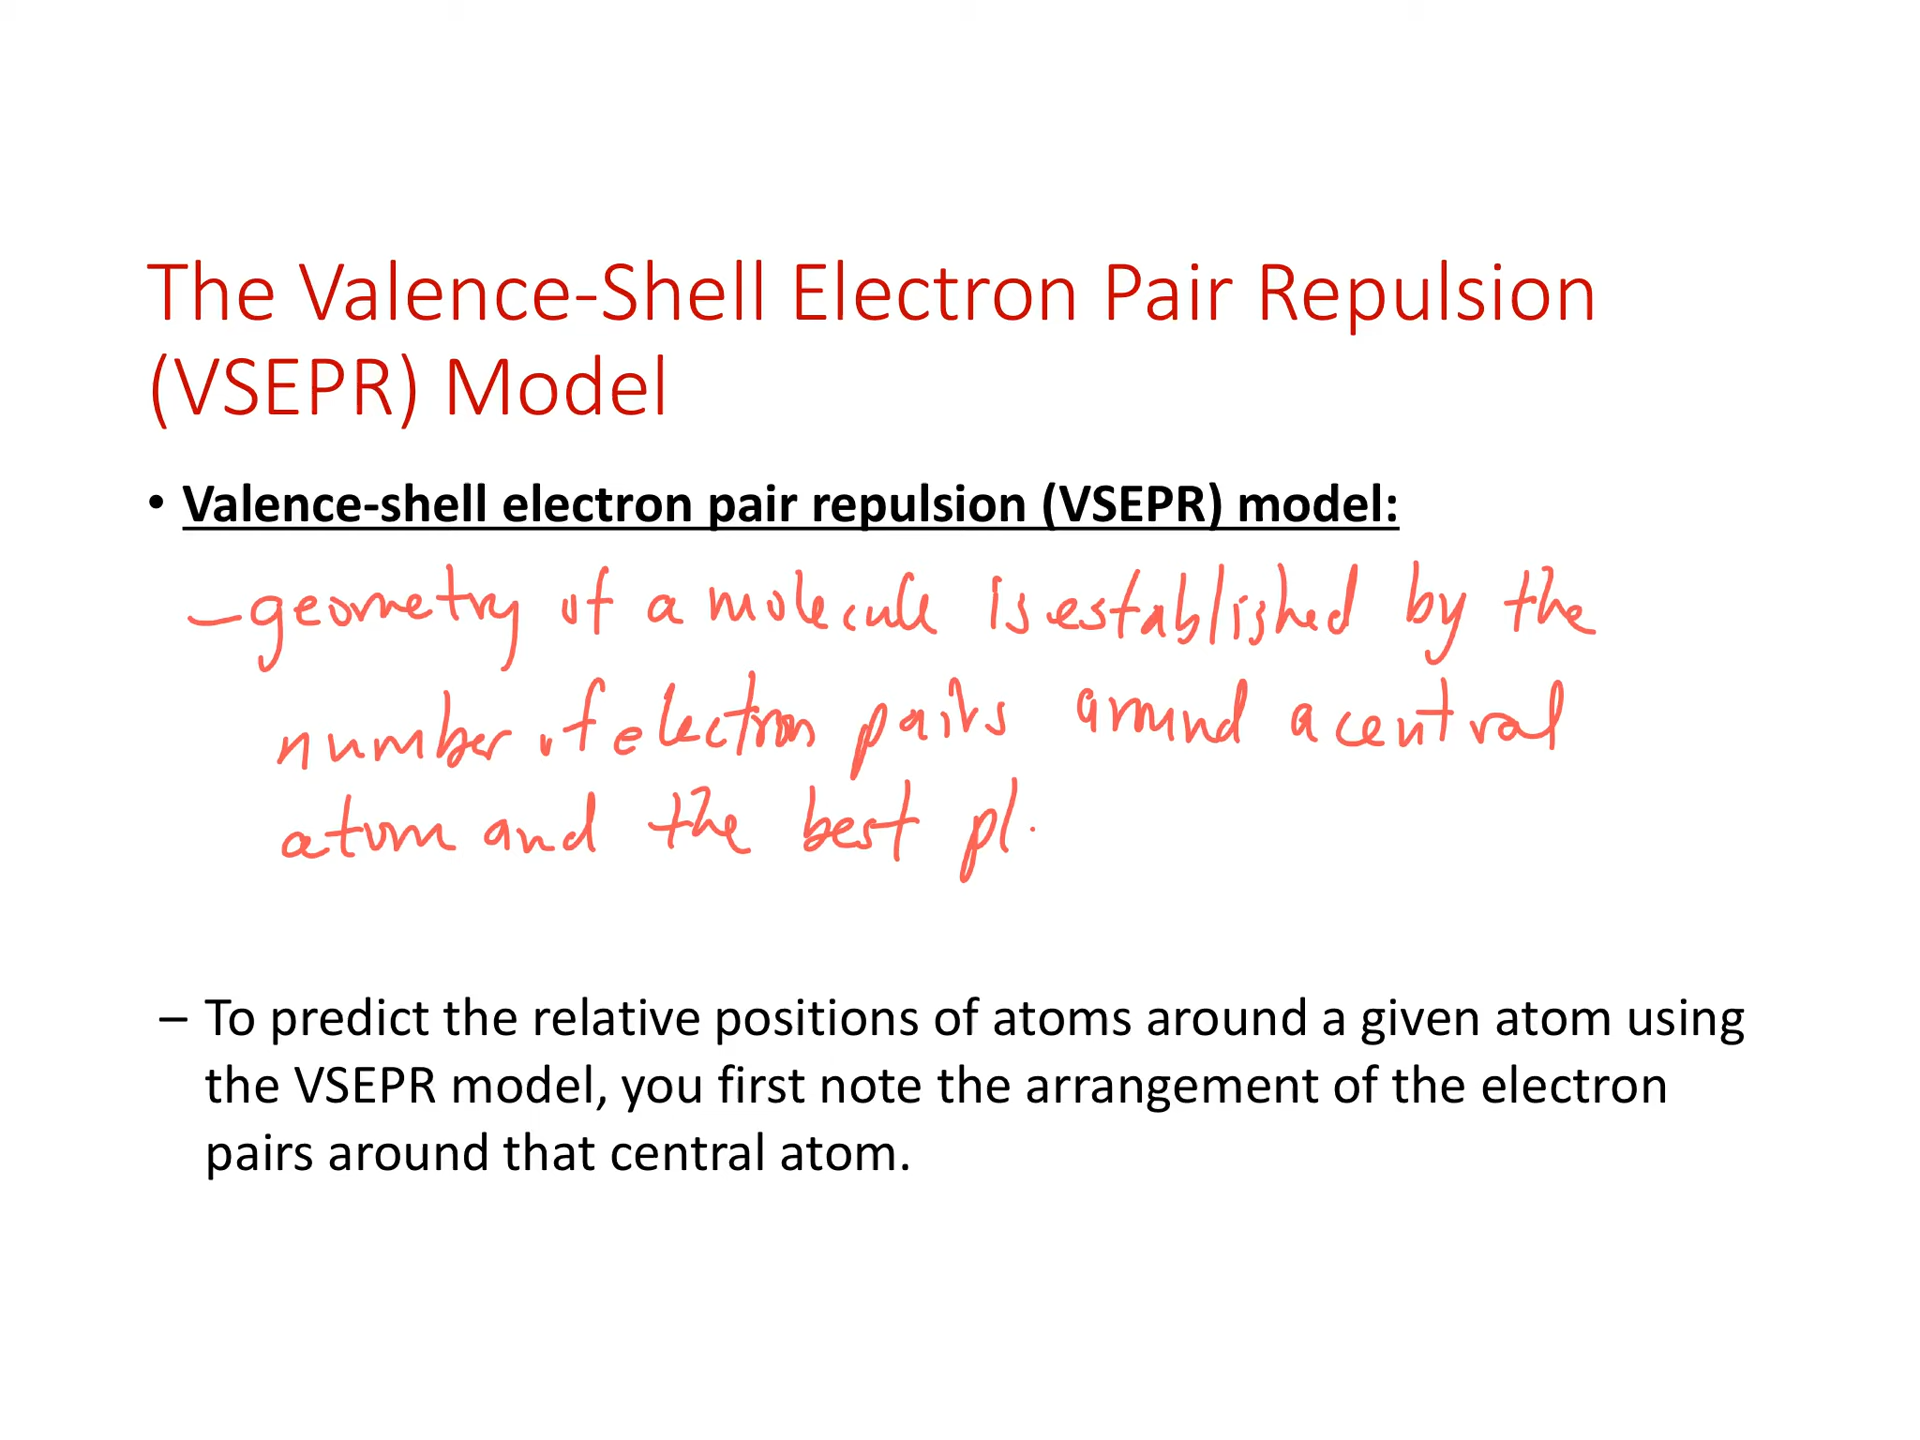 The Valence-Shell Electron Pair Repulsion
(VSEPR) Model
• Valence-shell electron pair repulsion (VSEPR) model:
– geometry of a molecule is established by the
number of electron pairs around a central
atom and the best pl
– To predict the relative positions of atoms around a given atom using
the VSEPR model, you first note the arrangement of the electron
pairs around that central atom.